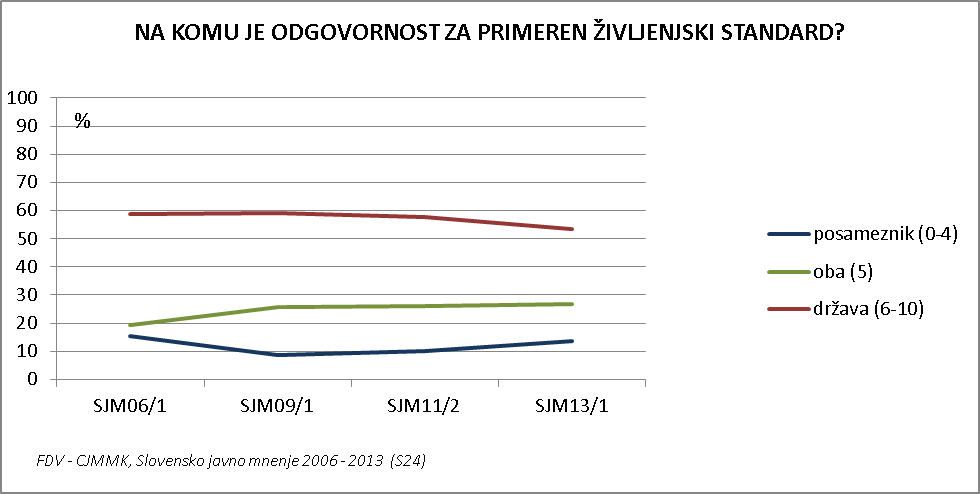 NA KOMU JE ODGOVORNOST ZA PRIMEREN ŽIVLJENJSKI STANDARD?
100
90
80
70
60
50
40
30
20
10
0
%
SJM06/1 SJM09/1 SJM11/2 SJM13/1
posameznik (0-4)
oba (5)
država (6-10)
FDV - CJMMK, Slovensko javno mnenje 2006 - 2013 (S24)